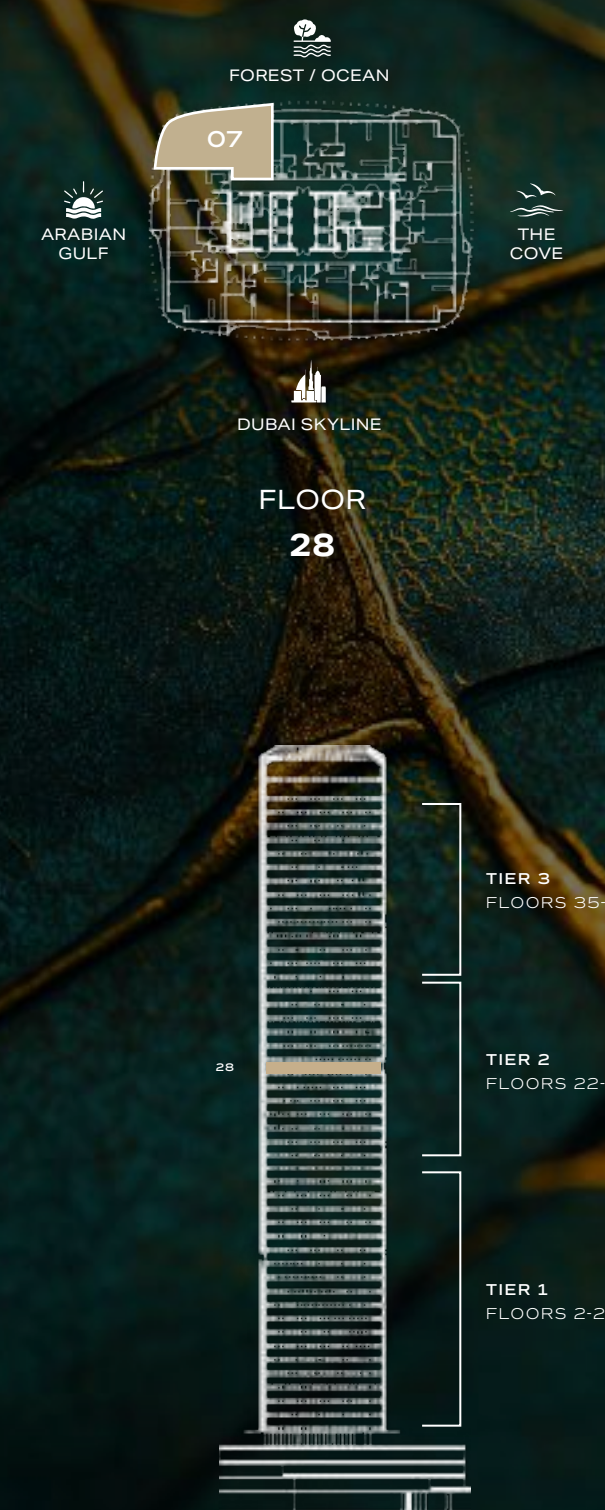 FOREST / OCEAN
07
ARABIAN
GULF
THE
COVE
DUBAI SKYLINE
FLOOR
28
TIER 3
FLOORS 35-
28
TIER 2
FLOORS 22-
TIER 1
FLOORS 2-2